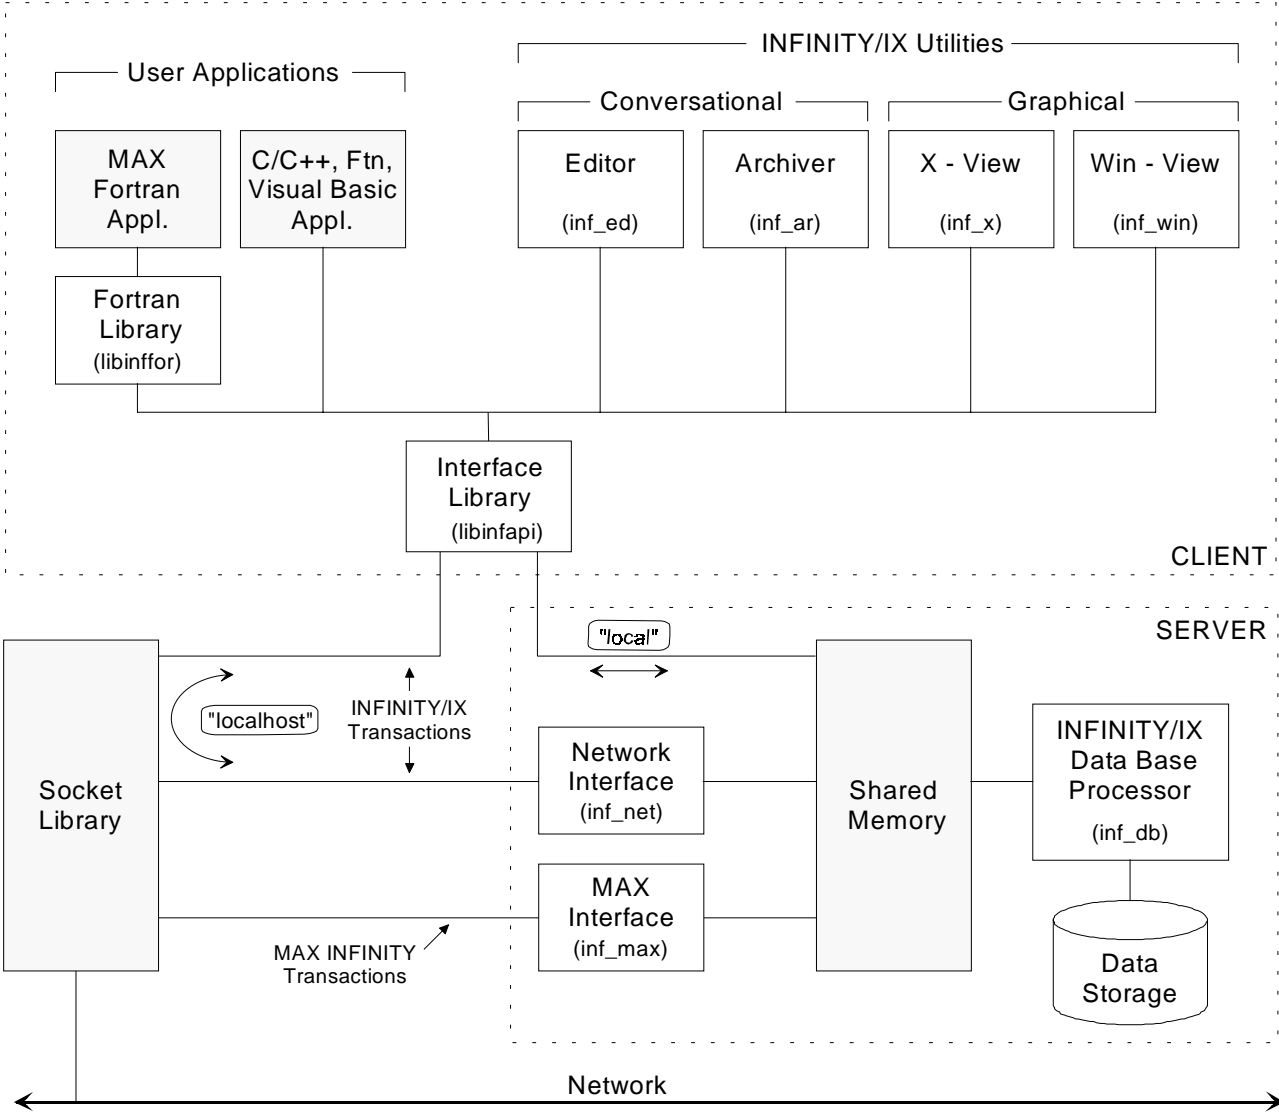 INFINITY/IX Utilities
User Applications
Conversational
Graphical
MAX
Fortran
Appl.
C/C++, Ftn,
Visual Basic
Appl.
Editor
(inf_ed)
Archiver
(inf_ar)
X - View
(inf_x)
Win - View
(inf_win)
Fortran
Library
(libinffor)
Interface
Library
(libinfapi)
CLIENT
SERVER
"local"
"localhost"
INFINITY/IX
Transactions
Socket
Library
Network
Interface
(inf_net)
Shared
Memory
INFINITY/IX
Data Base
Processor
(inf_db)
MAX
Interface
(inf_max)
MAX INFINITY
Transactions
Data
Storage
Network